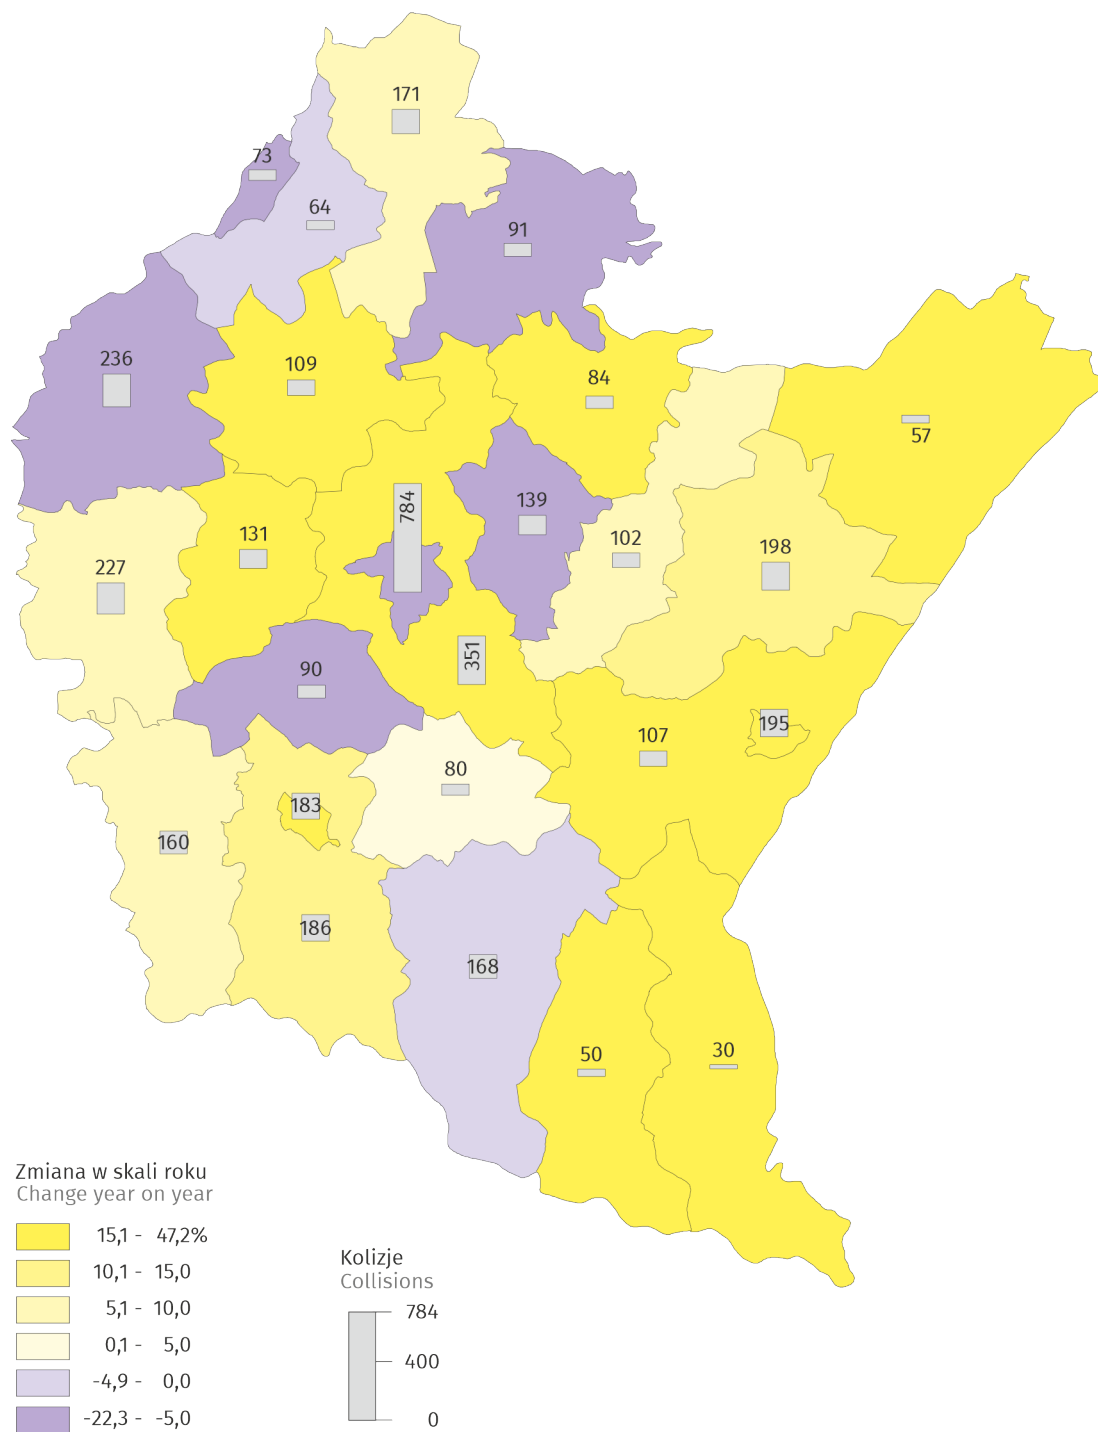 171
73
64
91
236
109
84
57
784
139
131
102
198
227
351
90
107
195
80
183
160
186
168
50
30
Zmiana w skali roku
Change year on year
15,1 - 47,2%
10,1 - 15,0
5,1 - 10,0
0,1 - 5,0
-4,9 - 0,0
-22,3 - -5,0
Kolizje
Collisions
784
400
0